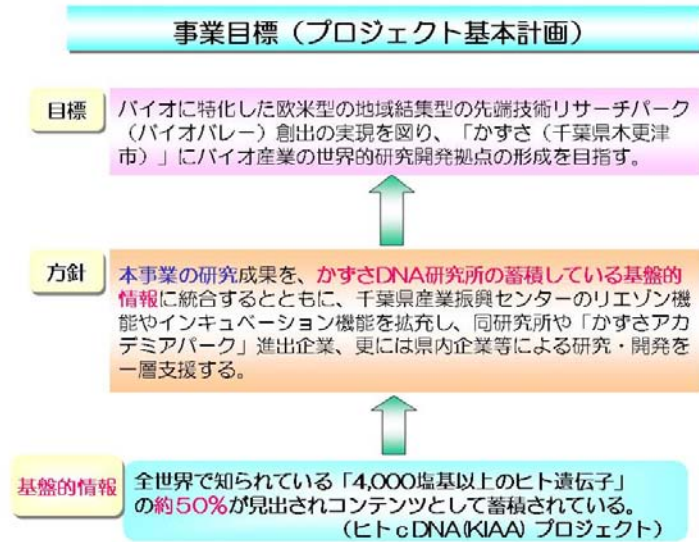 事業目標（プロジェクト基本計画）
目標
バイオに特化した欧米型の地域結集型の先端技術リサーチパーク
（バイオバレー）創出の実現を図り、「かずさ（千葉県木更津
市）」にバイオ産業の世界的研究開発拠点の形成を目指す。
方針
本事業の研究成果を、かずさDNA研究所の蓄積している基盤的
情報に統合するとともに、千葉県産業振興センターのリエゾン機
能やインキュベーション機能を拡充し、同研究所や「かずさアカ
デミアパーク」進出企業、更には県内企業等による研究・開発を
一層支援する。
基盤的情報
全世界で知られている「4,000塩基以上のヒト遺伝子」
の約50％が見出されコンテンツとして蓄積されている。
（ヒトｃDNA(KIAA) プロジェクト）